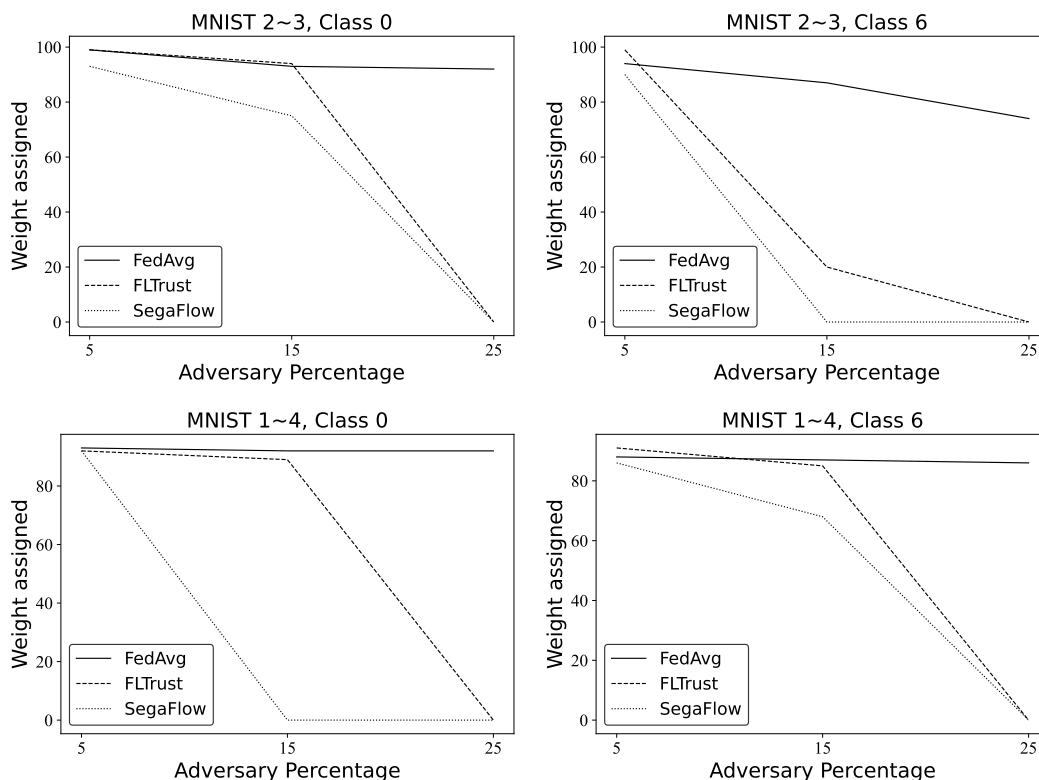 MNIST 2~3, Class 0
Weight assigned
100
80
60
40
20
0
FedAvg
FLTrust
SegaFlow
5
15
25
Adversary Percentage
MNIST 2~3, Class 6
Weight assigned
100
80
60
40
20
0
FedAvg
FLTrust
SegaFlow
5
15
25
Adversary Percentage
MNIST 1~4, Class 0
Weight assigned
80
60
40
20
0
FedAvg
FLTrust
SegaFlow
5
15
25
Adversary Percentage
MNIST 1~4, Class 6
Weight assigned
80
60
40
20
0
FedAvg
FLTrust
SegaFlow
5
15
25
Adversary Percentage